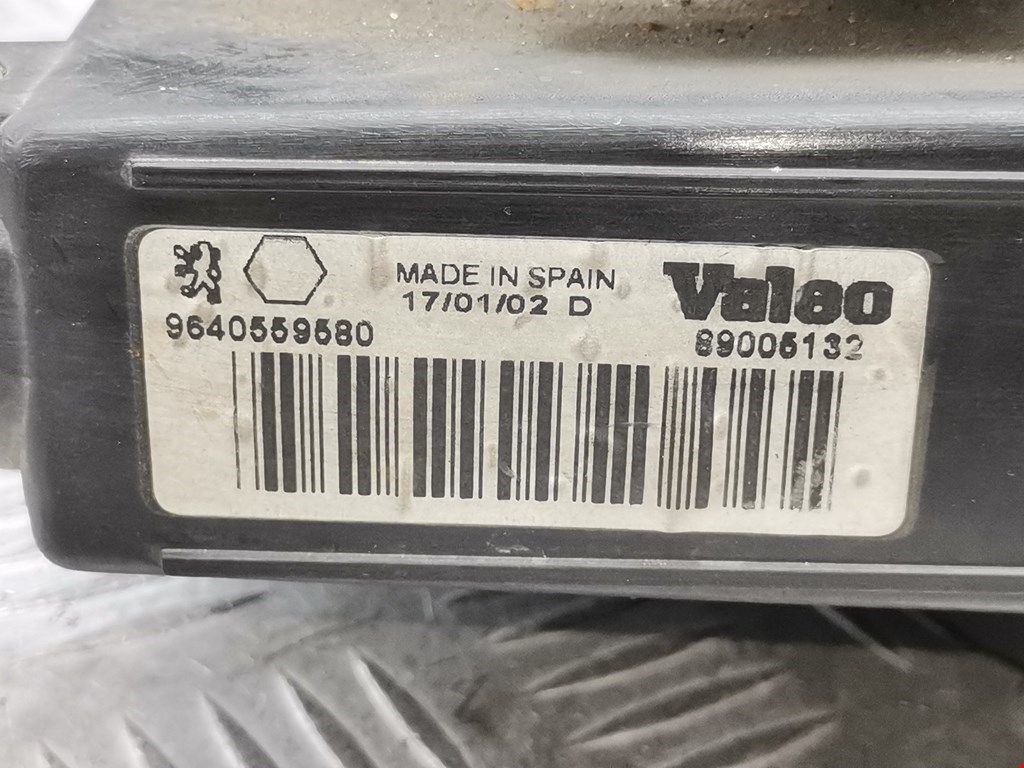 MADE IN SPAIN
17/01/02 D
Valeo
9640559580
89005132